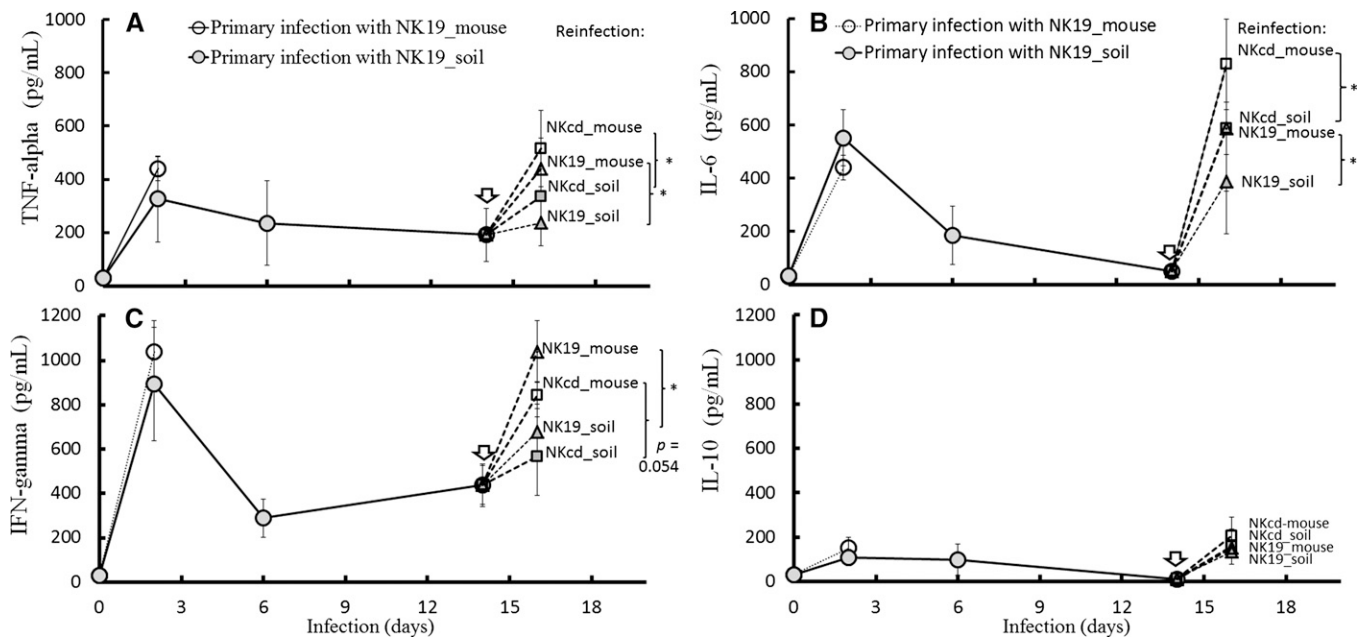 A
Primary infection with NK19_mouse
Primary infection with NK19_soil
Reinfection:
NKcd_mouse
NK19_mouse
NKcd_soil
NK19_soil
*
*
TNF-alpha (pg/mL)
1000
800
600
400
200
0
B
Primary infection with NK19_mouse
Primary infection with NK19_soil
Reinfection:
NKcd_mouse
NKcd_soil
NK19_mouse
NK19_soil
*
*
IL-6 (pg/mL)
1000
800
600
400
200
0
C
NK19_mouse
NKcd_mouse
NK19_soil
NKcd_soil
*
p =
0.054
IFN-gamma (pg/mL)
1200
1000
800
600
400
200
0
0 3 6 9 12 15 18
Infection (days)
D
NKcd-mouse
NKcd_soil
NK19_mouse
NK19_soil
IL-10 (pg/mL)
1200
1000
800
600
400
200
0
0 3 6 9 12 15 18
Infection (days)